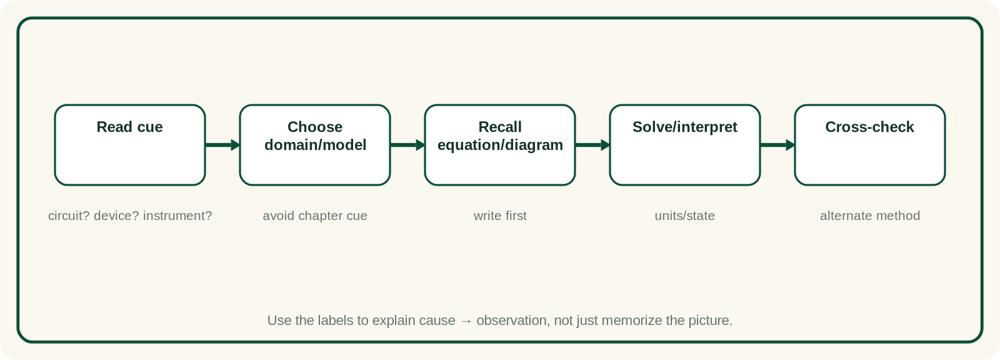 Read cue
Choose
domain/model
Recall
equation/diagram
Solve/interpret
Cross-check
circuit? device? instrument?
avoid chapter cue
write first
units/state
alternate method
Use the labels to explain cause → observation, not just memorize the picture.